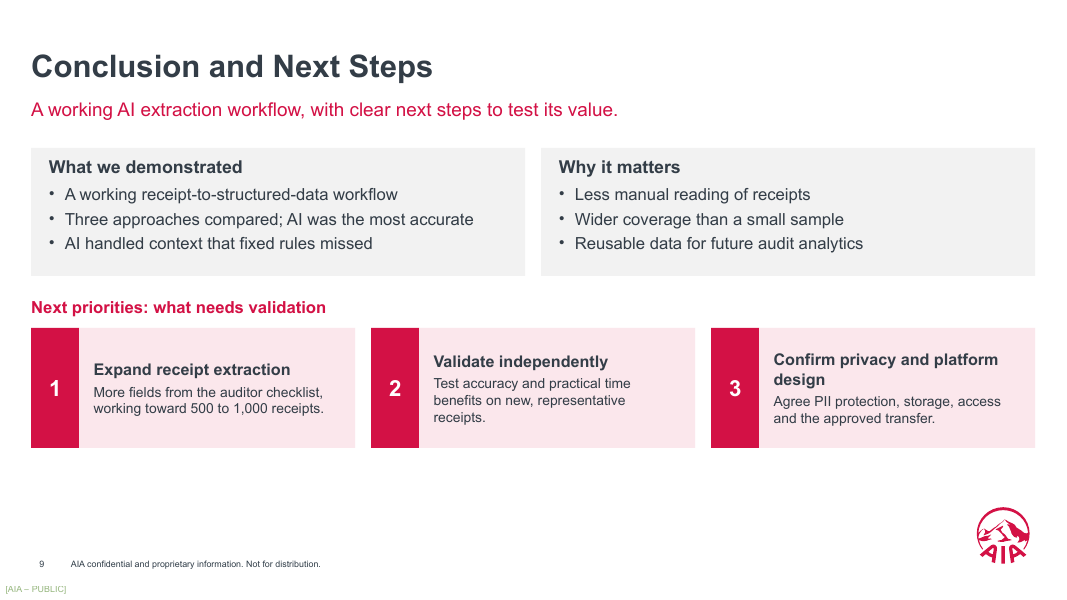 Conclusion and Next Steps
A working AI extraction workflow, with clear next steps to test its value.
What we demonstrated
• A working receipt-to-structured-data workflow
• Three approaches compared; AI was the most accurate
• AI handled context that fixed rules missed
Why it matters
• Less manual reading of receipts
• Wider coverage than a small sample
• Reusable data for future audit analytics
Next priorities: what needs validation
1
Expand receipt extraction
More fields from the auditor checklist,
working toward 500 to 1,000 receipts.
2
Validate independently
Test accuracy and practical time
benefits on new, representative
receipts.
3
Confirm privacy and platform
design
Agree PII protection, storage, access
and the approved transfer.
AIA
9 AIA confidential and proprietary information. Not for distribution.
[AIA – PUBLIC]